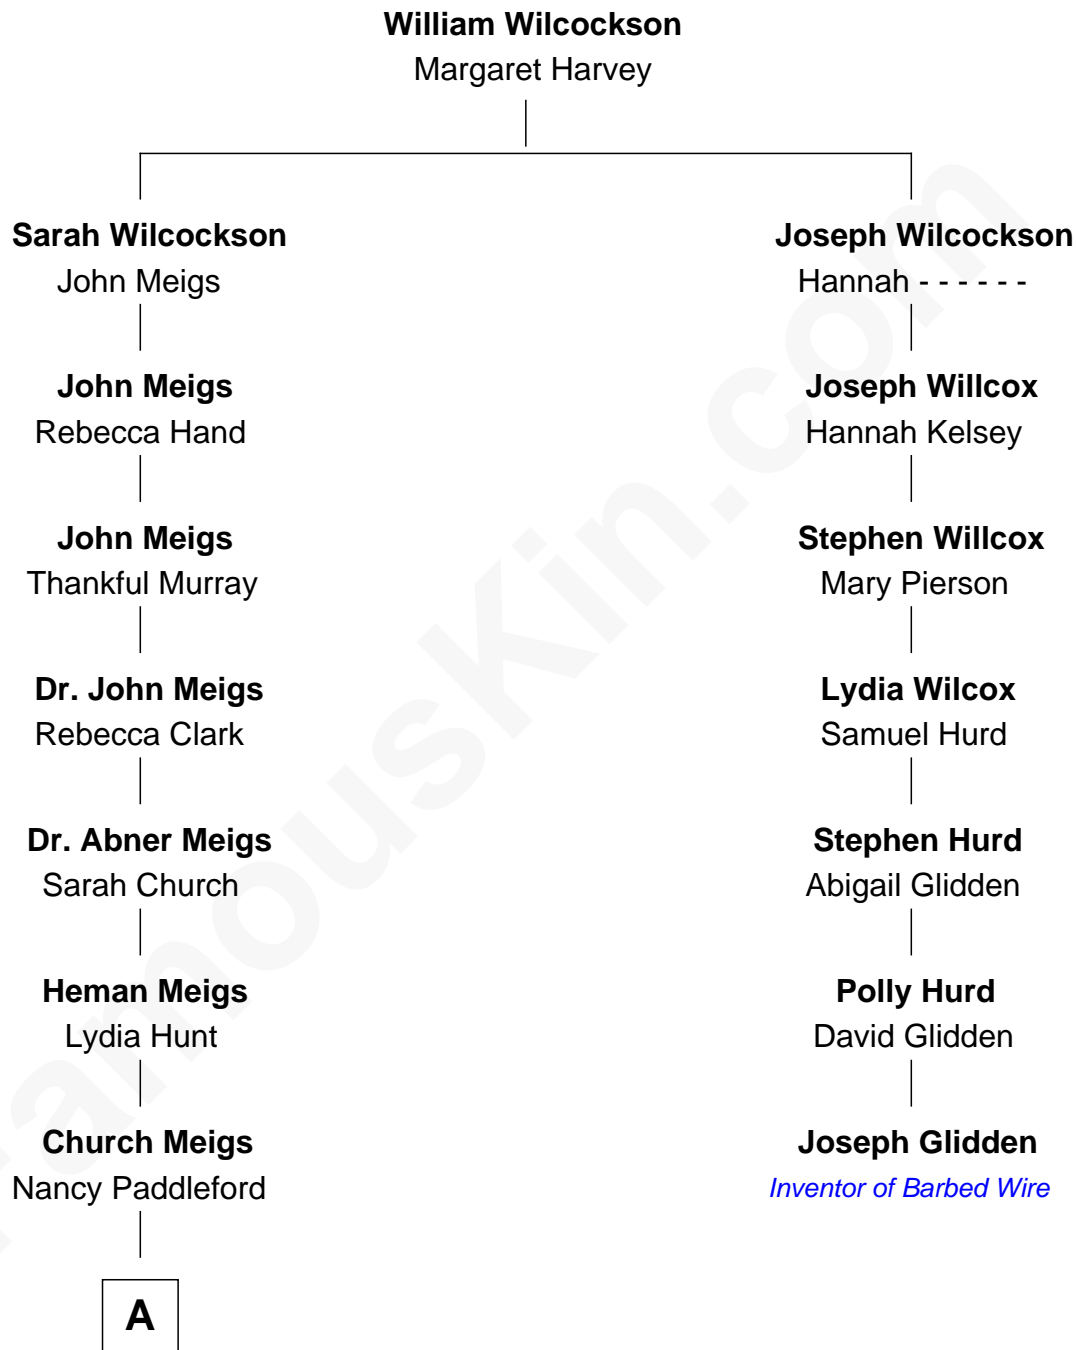 William Wilcockson
Margaret Harvey
Sarah Wilcockson
John Meigs
John Meigs
Rebecca Hand
John Meigs
Thankful Murray
Dr. John Meigs
Rebecca Clark
Dr. Abner Meigs
Sarah Church
Heman Meigs
Lydia Hunt
Church Meigs
Nancy Paddleford
A
Joseph Wilcockson
Hannah - - - - - -
Joseph Willcox
Hannah Kelsey
Stephen Willcox
Mary Pierson
Lydia Wilcox
Samuel Hurd
Stephen Hurd
Abigail Glidden
Polly Hurd
David Glidden
Joseph Glidden
Inventor of Barbed Wire
FamousKin.com